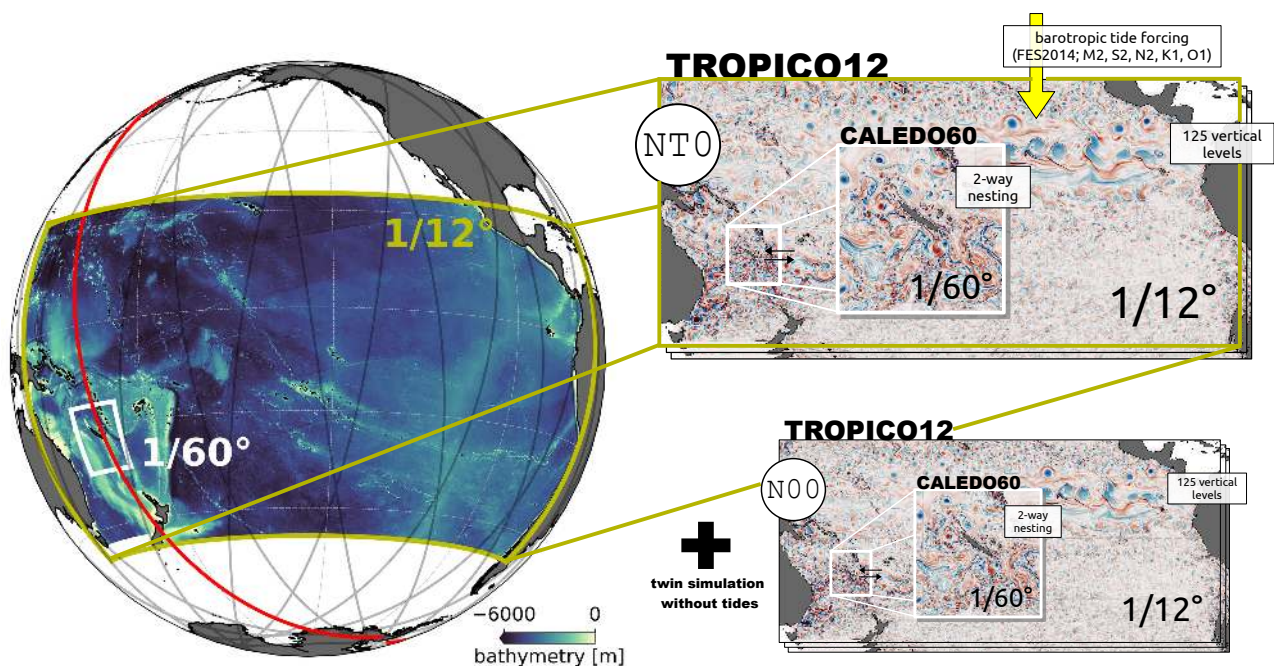 1/12°
1/60°
−6000 0
bathymetry [m]
barotropic tide forcing
(FES2014; M2, S2, N2, K1, O1)
TROPICO12
NT0
CALEDO60
125 vertical
levels
2-way
nesting
1/60°
1/12°
TROPICO12
N00
CALEDO60
125 vertical
levels
2-way
nesting
1/60°
1/12°
twin simulation
without tides